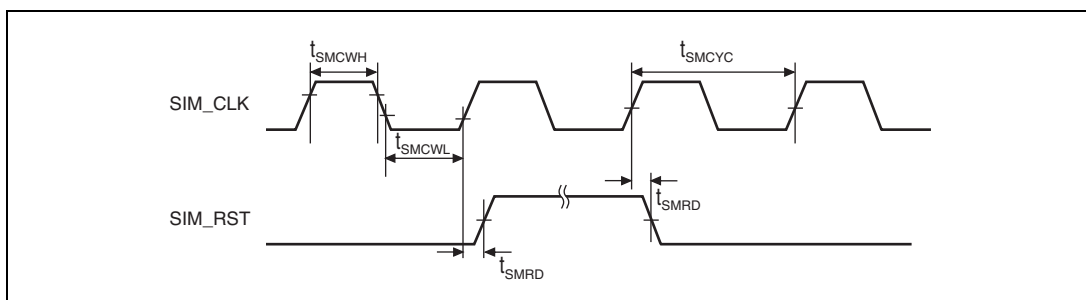 tSMCWH
tSMCYC
SIM_CLK
tSMCWL
tSMRD
SIM_RST
tSMRD